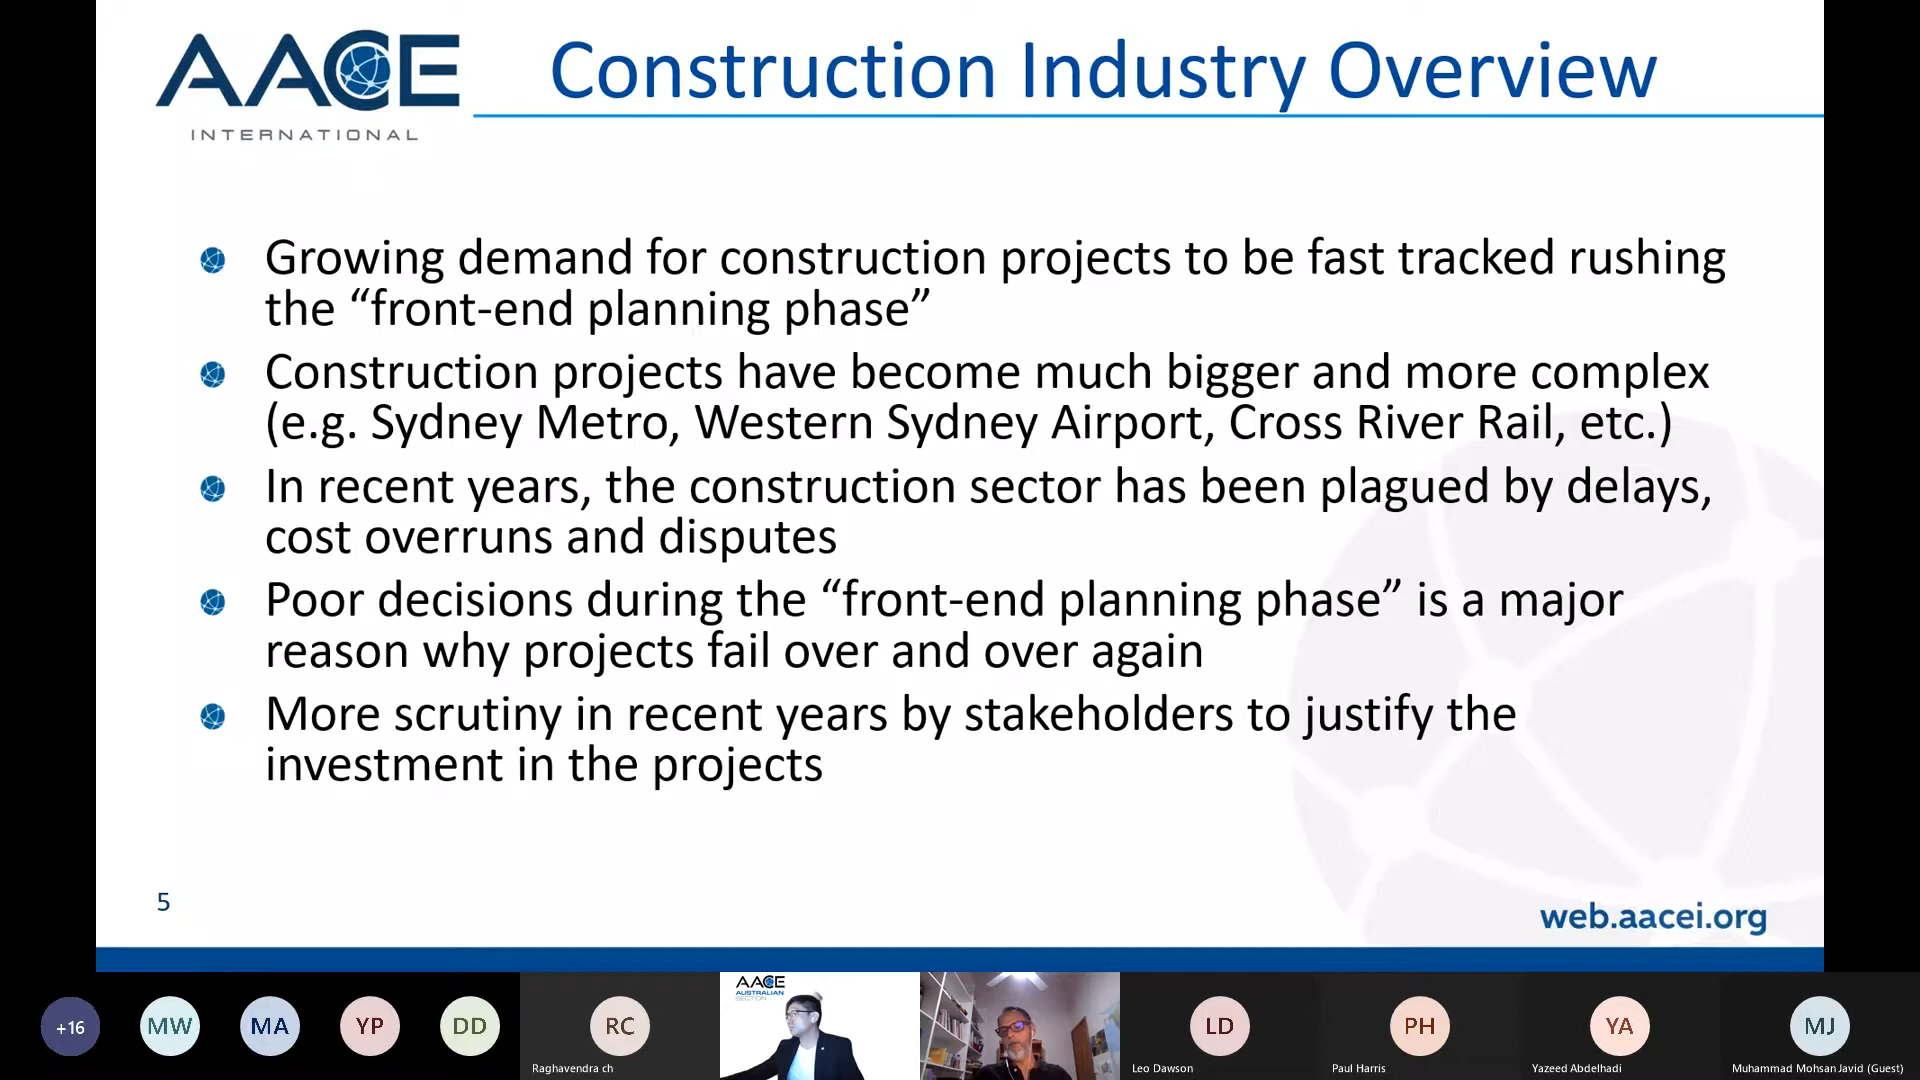 AACE
INTERNATIONAL
Construction Industry Overview
Growing demand for construction projects to be fast tracked rushing
the “front-end planning phase”
Construction projects have become much bigger and more complex
(e.g. Sydney Metro, Western Sydney Airport, Cross River Rail, etc.)
In recent years, the construction sector has been plagued by delays,
cost overruns and disputes
Poor decisions during the “front-end planning phase” is a major
reason why projects fail over and over again
More scrutiny in recent years by stakeholders to justify the
investment in the projects
5
web.aacei.org
+16
MW
MA
YP
DD
RC
Raghavendra ch
AACE
AUSTRALIAN
SECTION
LD
Leo Dawson
PH
Paul Harris
YA
Yazeed Abdelhadi
MJ
Muhammad Mohsan Javid (Guest)